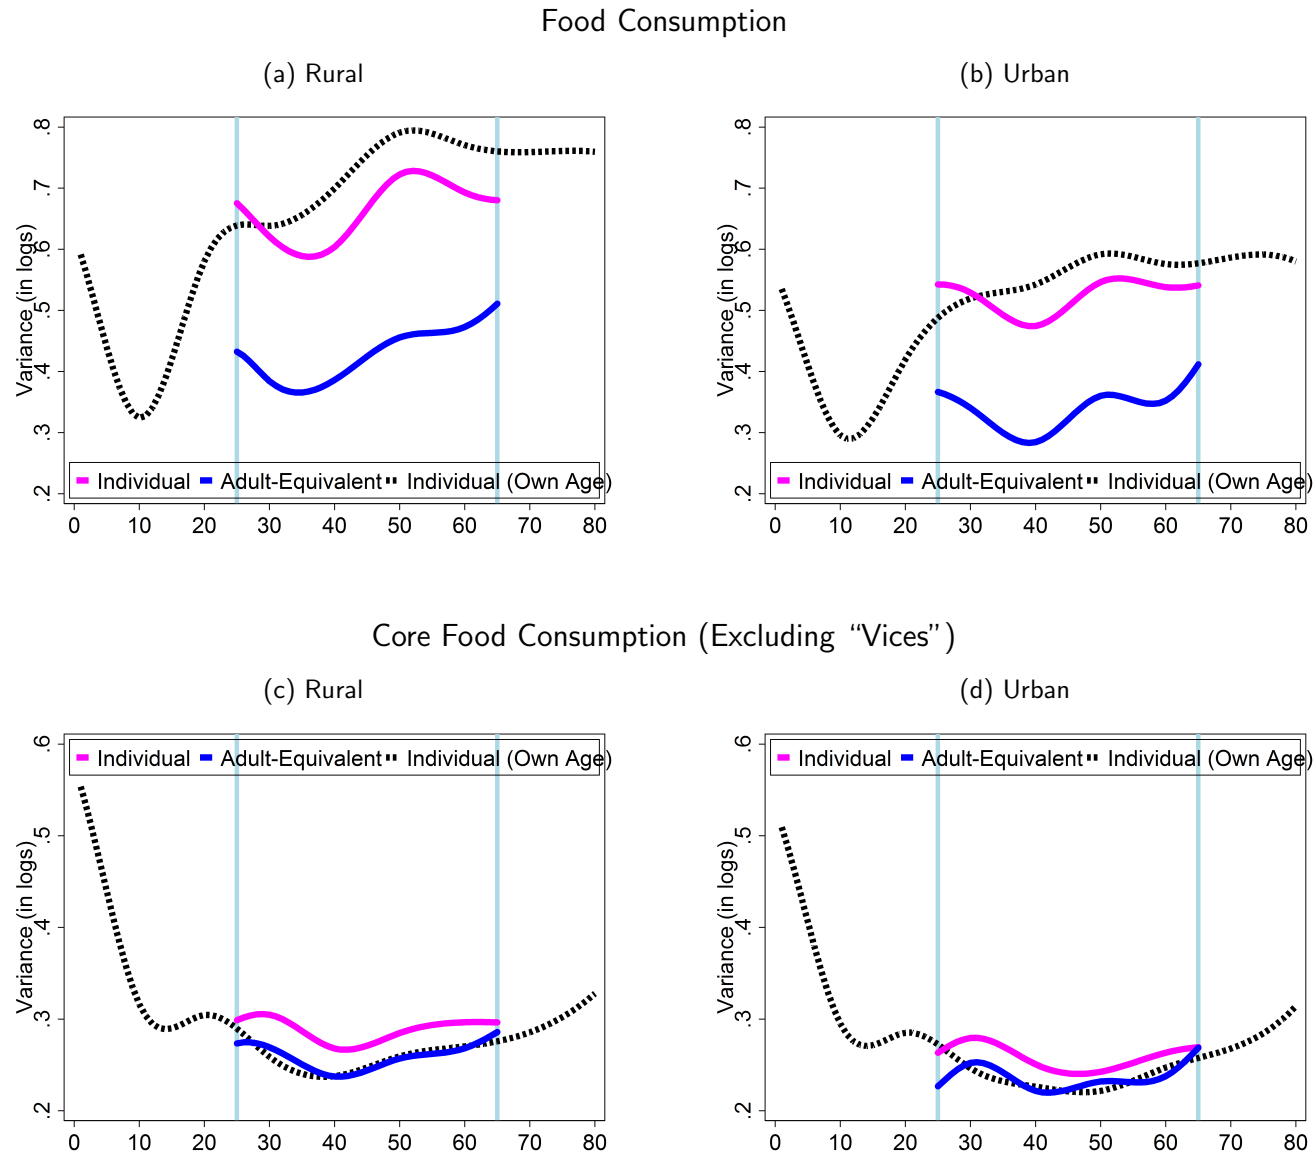 Food Consumption
(a) Rural
(b) Urban
Variance (in logs)
.2 .3 .4 .5 .6 .7 .8
Individual Adult-Equivalent Individual (Own Age)
0 10 20 30 40 50 60 70 80
Variance (in logs)
.2 .3 .4 .5 .6 .7 .8
Individual Adult-Equivalent Individual (Own Age)
0 10 20 30 40 50 60 70 80
Core Food Consumption (Excluding “Vices”)
(c) Rural
(d) Urban
Individual Adult-Equivalent Individual (Own Age)
Variance (in logs)
.2 .3 .4 .5 .6
0 10 20 30 40 50 60 70 80
Individual Adult-Equivalent Individual (Own Age)
Variance (in logs)
.2 .3 .4 .5 .6
0 10 20 30 40 50 60 70 80